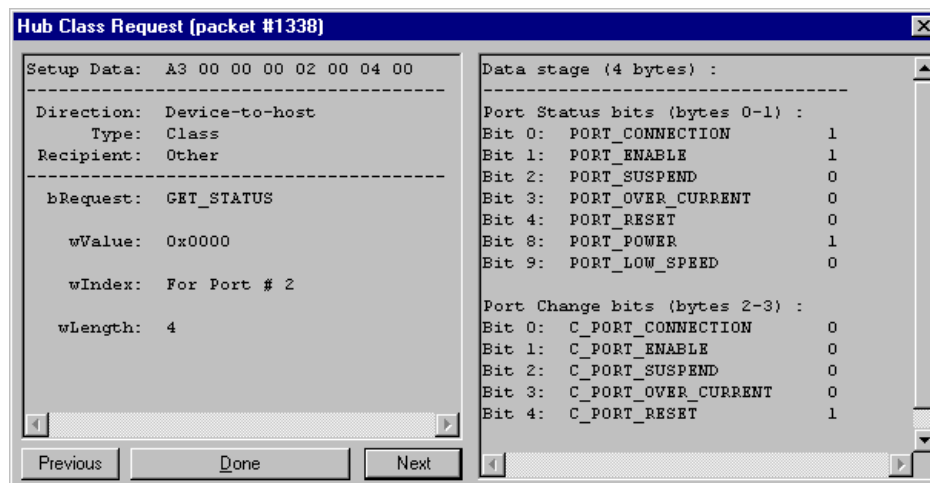 Hub Class Request (packet #1338)
Setup Data: A3 00 00 00 02 00 04 00
Direction: Device-to-host
Type: Class
Recipient: Other
bRequest: GET_STATUS
wValue: 0x0000
wIndex: For Port # 2
wLength: 4
Previous
Done
Next
Data stage (4 bytes) :
Port Status bits (bytes 0-1) :
Bit 0: PORT_CONNECTION 1
Bit 1: PORT_ENABLE 1
Bit 2: PORT_SUSPEND 0
Bit 3: PORT_OVER_CURRENT 0
Bit 4: PORT_RESET 0
Bit 8: PORT_POWER 1
Bit 9: PORT_LOW_SPEED 0
Port Change bits (bytes 2-3) :
Bit 0: C_PORT_CONNECTION 0
Bit 1: C_PORT_ENABLE 0
Bit 2: C_PORT_SUSPEND 0
Bit 3: C_PORT_OVER_CURRENT 0
Bit 4: C_PORT_RESET 1